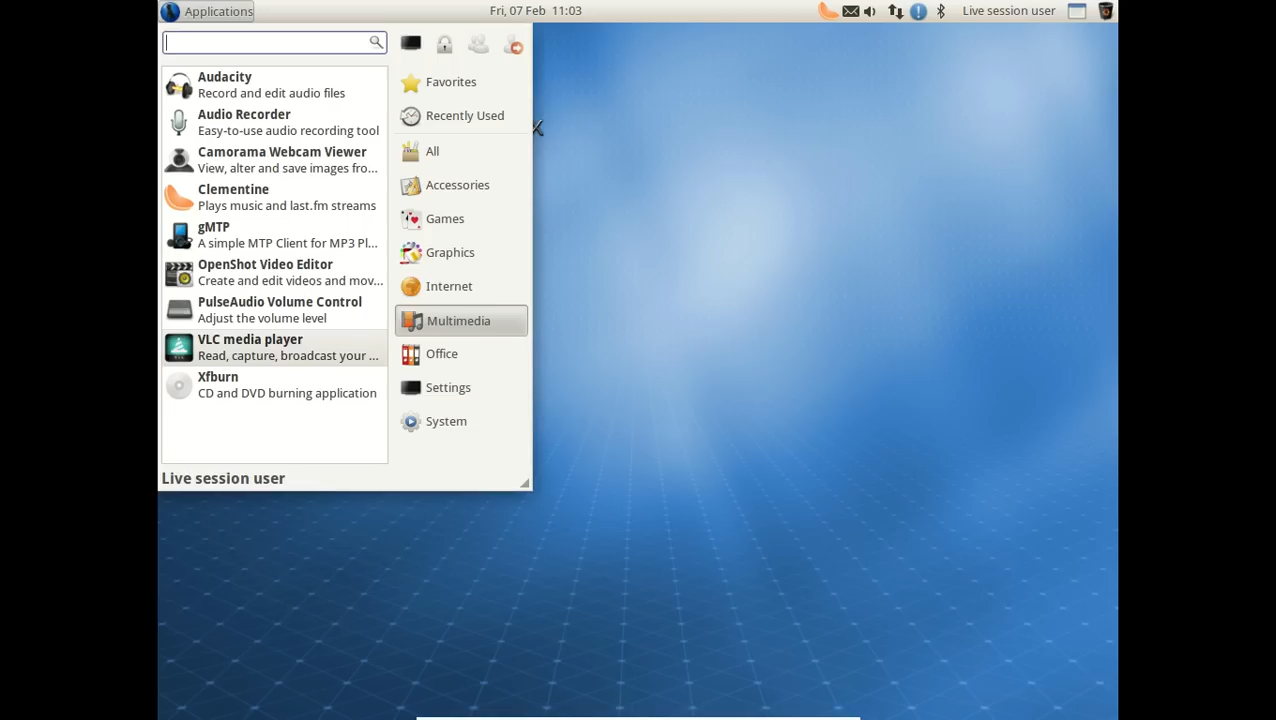 Applications
Fri, 07 Feb 11:03
Live session user
Audacity
Record and edit audio files
Audio Recorder
Easy-to-use audio recording tool
Camorama Webcam Viewer
View, alter and save images fro...
Clementine
Plays music and last.fm streams
gMTP
A simple MTP Client for MP3 Pl...
OpenShot Video Editor
Create and edit videos and mov...
PulseAudio Volume Control
Adjust the volume level
VLC media player
Read, capture, broadcast your ...
Xfburn
CD and DVD burning application
Live session user
Favorites
Recently Used
All
Accessories
Games
Graphics
Internet
Multimedia
Office
Settings
System